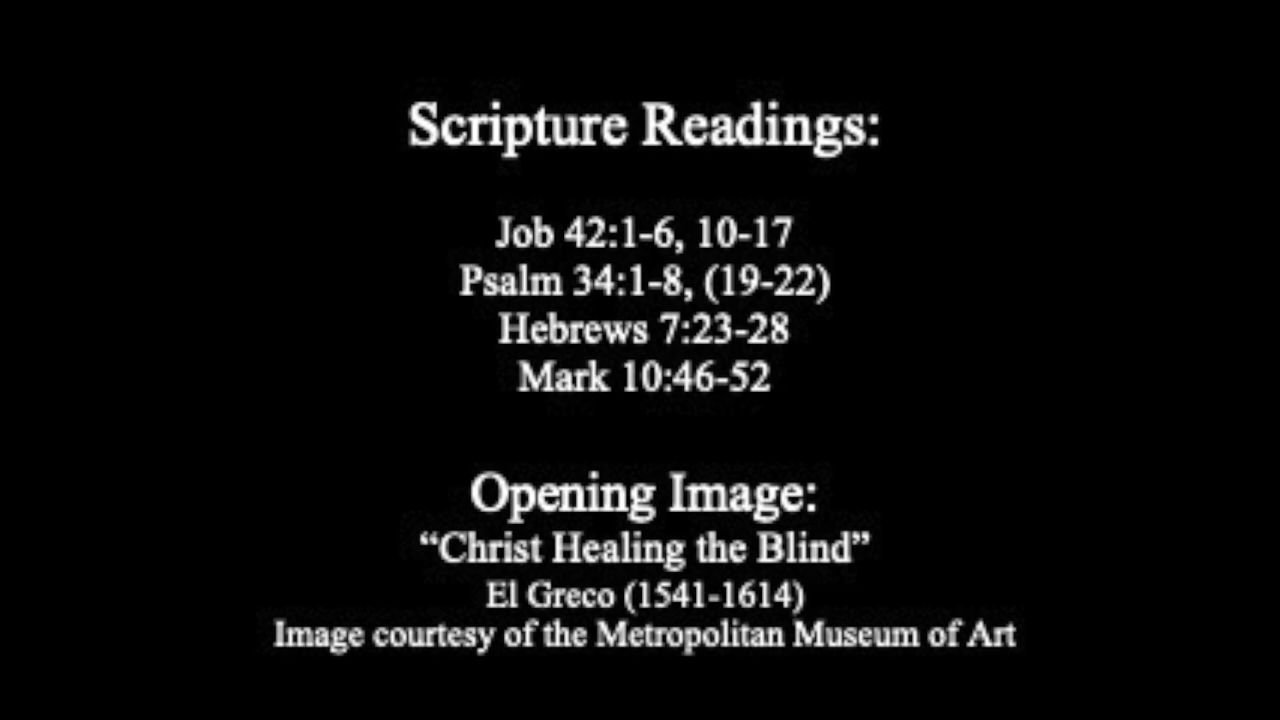 Scripture Readings:
Job 42:1-6, 10-17
Psalm 34:1-8, (19-22)
Hebrews 7:23-28
Mark 10:46-52
Opening Image:
“Christ Healing the Blind”
El Greco (1541-1614)
Image courtesy of the Metropolitan Museum of Art